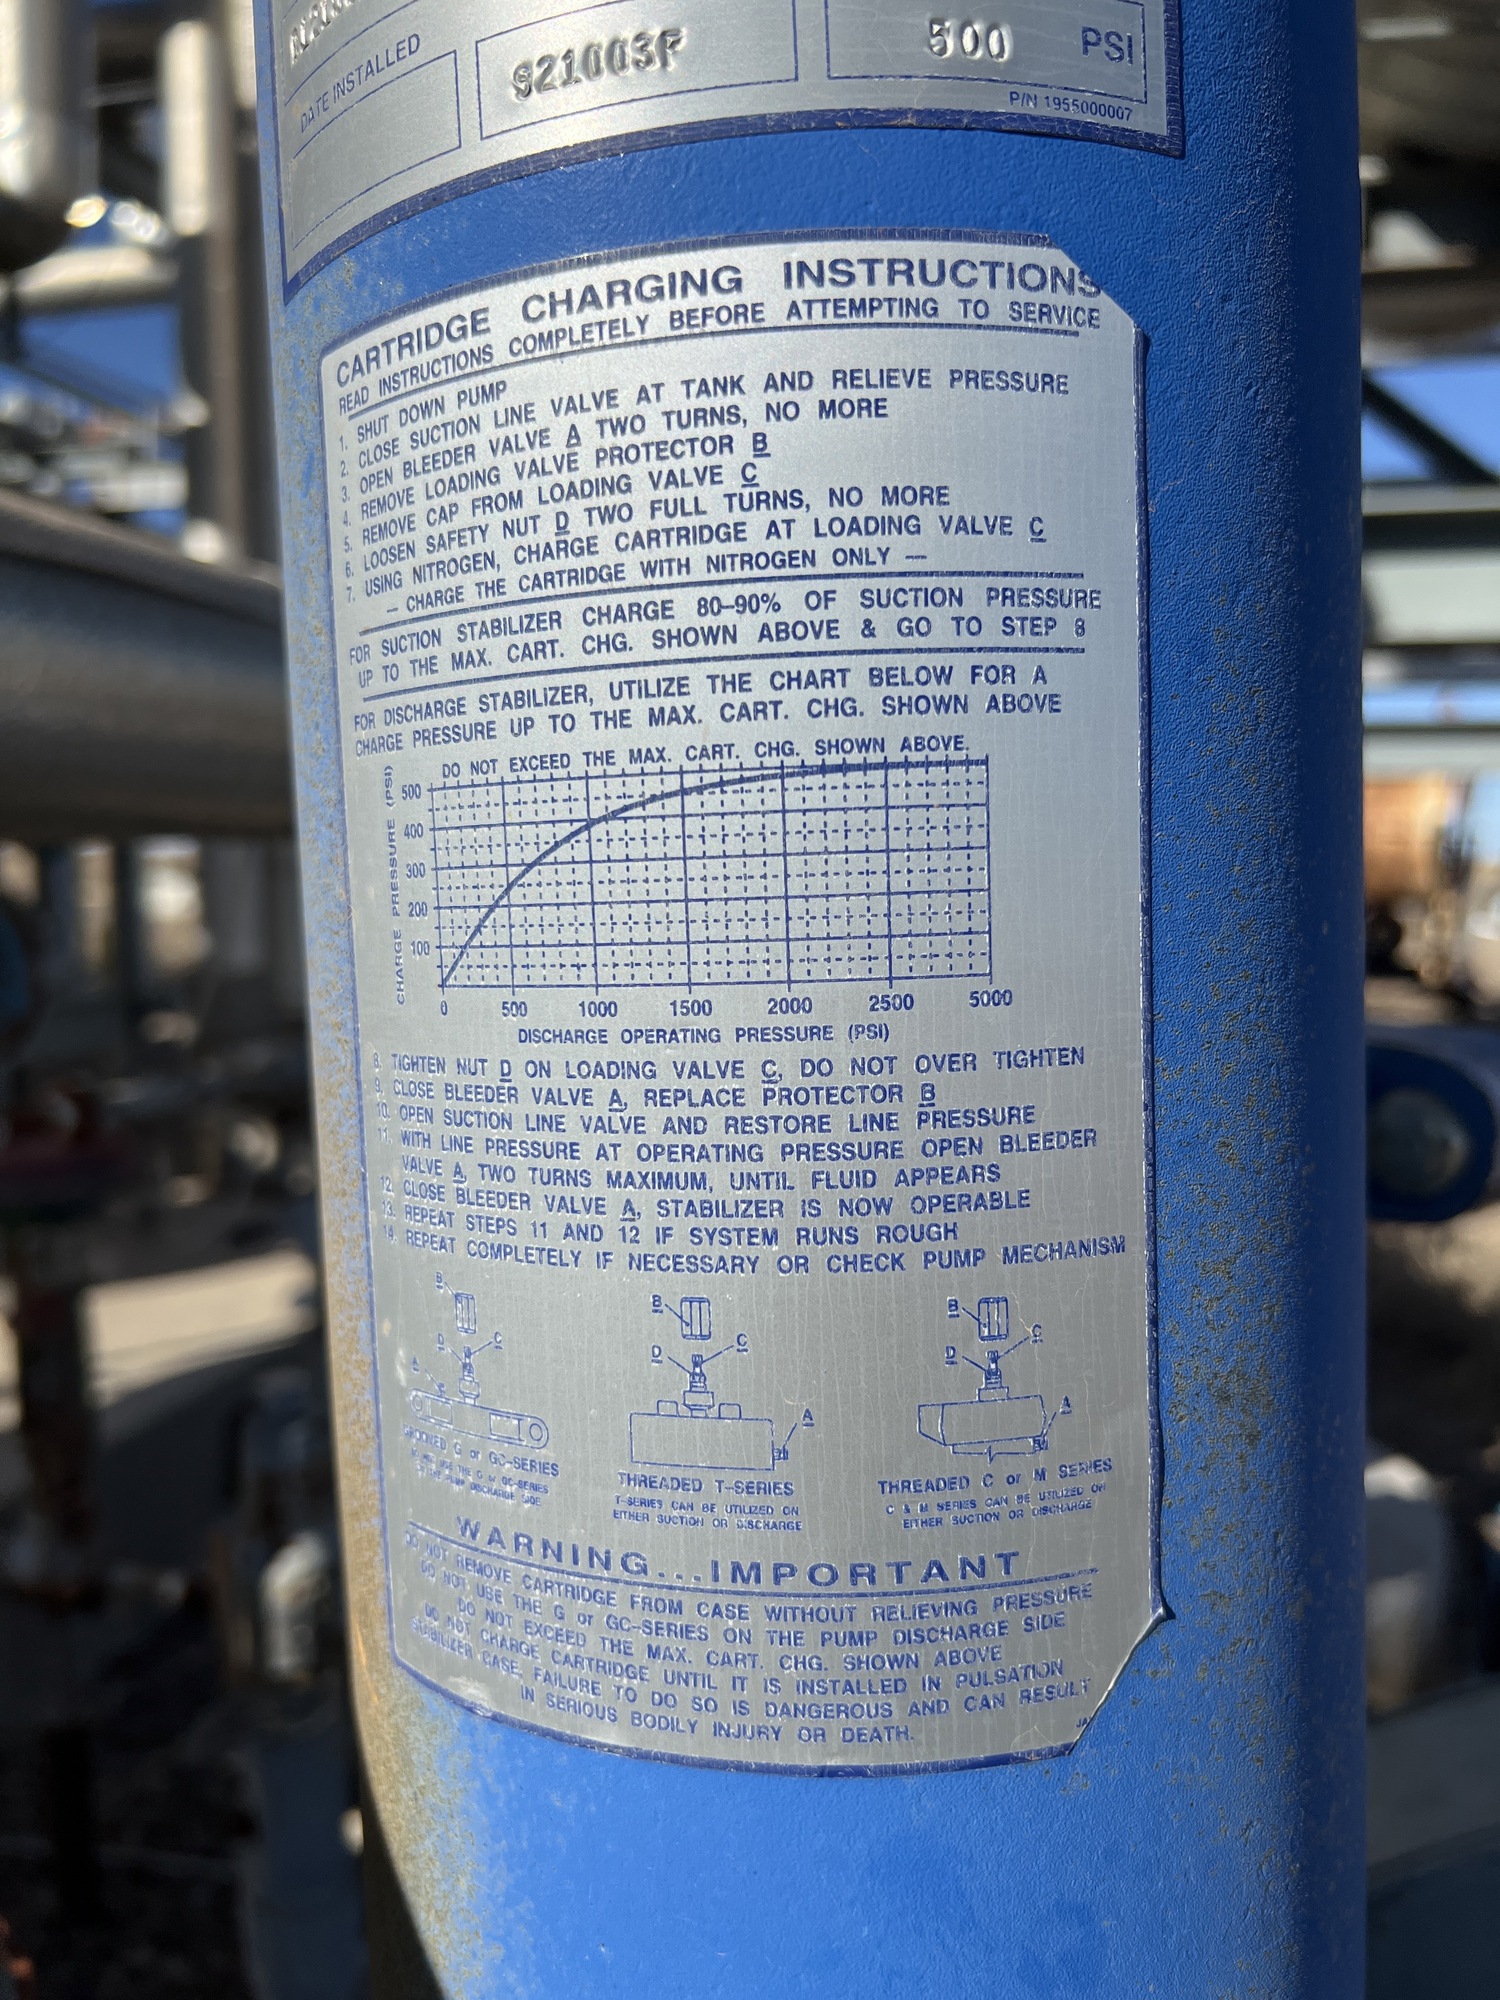 DATE INSTALLED
921003F
500 PSI
P/N 1955000007
CARTRIDGE CHARGING INSTRUCTIONS
READ INSTRUCTIONS COMPLETELY BEFORE ATTEMPTING TO SERVICE
1. SHUT DOWN PUMP
2. CLOSE SUCTION LINE VALVE AT TANK AND RELIEVE PRESSURE
3. OPEN BLEEDER VALVE A TWO TURNS, NO MORE
4. REMOVE LOADING VALVE PROTECTOR B
5. REMOVE CAP FROM LOADING VALVE C
6. LOOSEN SAFETY NUT D TWO FULL TURNS, NO MORE
7. USING NITROGEN, CHARGE CARTRIDGE AT LOADING VALVE C
— CHARGE THE CARTRIDGE WITH NITROGEN ONLY —
FOR SUCTION STABILIZER CHARGE 80–90% OF SUCTION PRESSURE
UP TO THE MAX. CART. CHG. SHOWN ABOVE & GO TO STEP 8
FOR DISCHARGE STABILIZER, UTILIZE THE CHART BELOW FOR A
CHARGE PRESSURE UP TO THE MAX. CART. CHG. SHOWN ABOVE
DO NOT EXCEED THE MAX. CART. CHG. SHOWN ABOVE.
CHARGE PRESSURE (PSI)
500
400
300
200
100
0 500 1000 1500 2000 2500 5000
DISCHARGE OPERATING PRESSURE (PSI)
8. TIGHTEN NUT D ON LOADING VALVE C, DO NOT OVER TIGHTEN
9. CLOSE BLEEDER VALVE A, REPLACE PROTECTOR B
10. OPEN SUCTION LINE VALVE AND RESTORE LINE PRESSURE
11. WITH LINE PRESSURE AT OPERATING PRESSURE OPEN BLEEDER
VALVE A, TWO TURNS MAXIMUM, UNTIL FLUID APPEARS
12. CLOSE BLEEDER VALVE A, STABILIZER IS NOW OPERABLE
13. REPEAT STEPS 11 AND 12 IF SYSTEM RUNS ROUGH
14. REPEAT COMPLETELY IF NECESSARY OR CHECK PUMP MECHANISM
B B B
D C D C D C
A A A
GROOVED G or GC–SERIES
THE G or GC–SERIES
PUMP DISCHARGE SIDE
THREADED T–SERIES
T–SERIES CAN BE UTILIZED ON
EITHER SUCTION OR DISCHARGE
THREADED C or M SERIES
C & M SERIES CAN BE UTILIZED ON
EITHER SUCTION OR DISCHARGE
WARNING...IMPORTANT
DO NOT REMOVE CARTRIDGE FROM CASE WITHOUT RELIEVING PRESSURE
DO NOT USE THE G or GC–SERIES ON THE PUMP DISCHARGE SIDE
DO NOT EXCEED THE MAX. CART. CHG. SHOWN ABOVE
DO NOT CHARGE CARTRIDGE UNTIL IT IS INSTALLED IN PULSATION
STABILIZER CASE, FAILURE TO DO SO IS DANGEROUS AND CAN RESULT
IN SERIOUS BODILY INJURY OR DEATH.